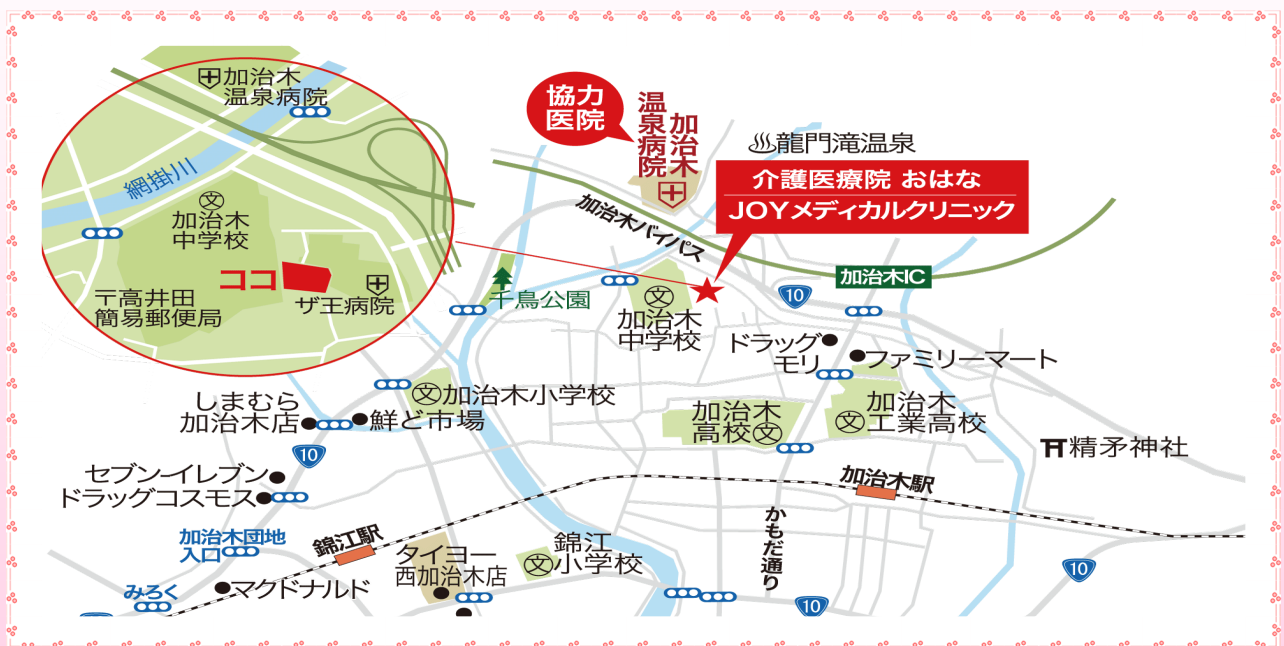 加治木
温泉病院
網掛川
加治木
中学校
ココ
〒高井田
簡易郵便局
ザ王病院
協力
医院
加治木
温泉病院
龍門滝温泉
介護医療院 おはな
JOYメディカルクリニック
加治木バイパス
加治木IC
10
千鳥公園
加治木
中学校
ドラッグ
モリ
ファミリーマート
文加治木小学校
しまむら
加治木店
鮮ど市場
加治木
高校文
加治木
文工業高校
精矛神社
10
セブン-イレブン
ドラッグコスモス
加治木駅
加治木団地
入口
錦江駅
タイヨー
西加治木店
錦江
文小学校
かもだ通り
みろく
マクドナルド
10
10